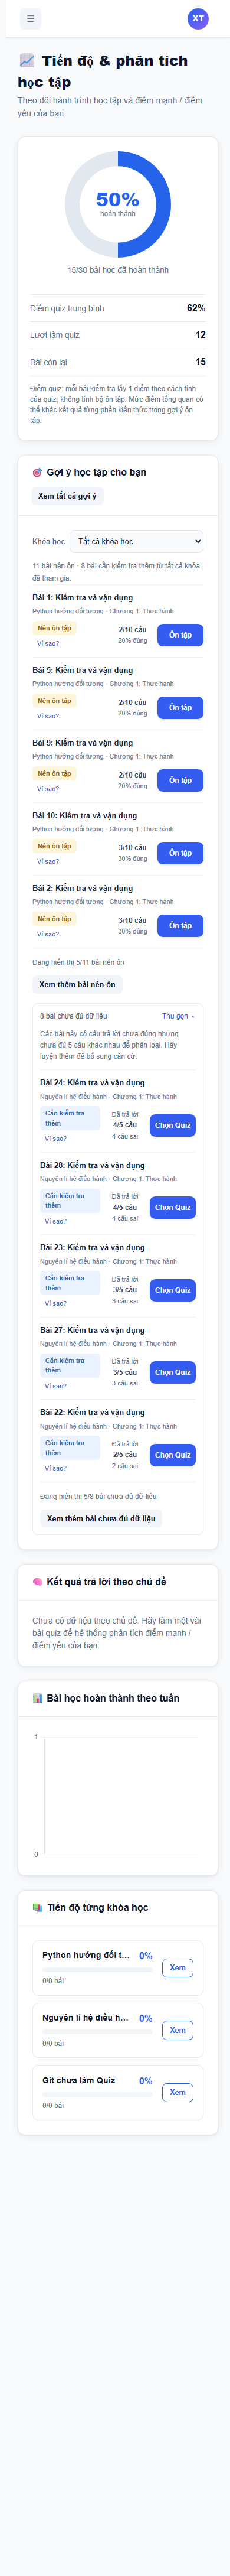 ☰
XT
📈 Tiến độ & phân tích
học tập
Theo dõi hành trình học tập và điểm mạnh / điểm
yếu của bạn
50%
hoàn thành
15/30 bài học đã hoàn thành
Điểm quiz trung bình 62%
Lượt làm quiz 12
Bài còn lại 15
Điểm quiz: mỗi bài kiểm tra lấy 1 điểm theo cách tính
của quiz; không tính bộ ôn tập. Mức điểm tổng quan có
thể khác kết quả từng phần kiến thức trong gợi ý ôn
tập.
🎯 Gợi ý học tập cho bạn
Xem tất cả gợi ý
Khóa học Tất cả khóa học
11 bài nên ôn · 8 bài cần kiểm tra thêm từ tất cả khóa
đã tham gia.
Bài 1: Kiểm tra và vận dụng
Python hướng đối tượng · Chương 1: Thực hành
Nên ôn tập
Vì sao?
2/10 câu
20% đúng
Ôn tập
Bài 5: Kiểm tra và vận dụng
Python hướng đối tượng · Chương 1: Thực hành
Nên ôn tập
Vì sao?
2/10 câu
20% đúng
Ôn tập
Bài 9: Kiểm tra và vận dụng
Python hướng đối tượng · Chương 1: Thực hành
Nên ôn tập
Vì sao?
2/10 câu
20% đúng
Ôn tập
Bài 10: Kiểm tra và vận dụng
Python hướng đối tượng · Chương 1: Thực hành
Nên ôn tập
Vì sao?
3/10 câu
30% đúng
Ôn tập
Bài 2: Kiểm tra và vận dụng
Python hướng đối tượng · Chương 1: Thực hành
Nên ôn tập
Vì sao?
3/10 câu
30% đúng
Ôn tập
Đang hiển thị 5/11 bài nên ôn
Xem thêm bài nên ôn
8 bài chưa đủ dữ liệu Thu gọn
Các bài này có câu trả lời chưa đúng nhưng
chưa đủ 5 câu khác nhau để phân loại. Hãy
luyện thêm để bổ sung căn cứ.
Bài 24: Kiểm tra và vận dụng
Nguyên lí hệ điều hành · Chương 1: Thực hành
Cần kiểm tra
thêm
Vì sao?
Đã trả lời
4/5 câu
4 câu sai
Chọn Quiz
Bài 28: Kiểm tra và vận dụng
Nguyên lí hệ điều hành · Chương 1: Thực hành
Cần kiểm tra
thêm
Vì sao?
Đã trả lời
4/5 câu
4 câu sai
Chọn Quiz
Bài 23: Kiểm tra và vận dụng
Nguyên lí hệ điều hành · Chương 1: Thực hành
Cần kiểm tra
thêm
Vì sao?
Đã trả lời
3/5 câu
3 câu sai
Chọn Quiz
Bài 27: Kiểm tra và vận dụng
Nguyên lí hệ điều hành · Chương 1: Thực hành
Cần kiểm tra
thêm
Vì sao?
Đã trả lời
3/5 câu
3 câu sai
Chọn Quiz
Bài 22: Kiểm tra và vận dụng
Nguyên lí hệ điều hành · Chương 1: Thực hành
Cần kiểm tra
thêm
Vì sao?
Đã trả lời
2/5 câu
2 câu sai
Chọn Quiz
Đang hiển thị 5/8 bài chưa đủ dữ liệu
Xem thêm bài chưa đủ dữ liệu
🧠 Kết quả trả lời theo chủ đề
Chưa có dữ liệu theo chủ đề. Hãy làm một vài
bài quiz để hệ thống phân tích điểm mạnh /
điểm yếu của bạn.
📊 Bài học hoàn thành theo tuần
1
0
📚 Tiến độ từng khóa học
Python hướng đối t... 0%
0/0 bài
Xem
Nguyên lí hệ điều h... 0%
0/0 bài
Xem
Git chưa làm Quiz 0%
0/0 bài
Xem